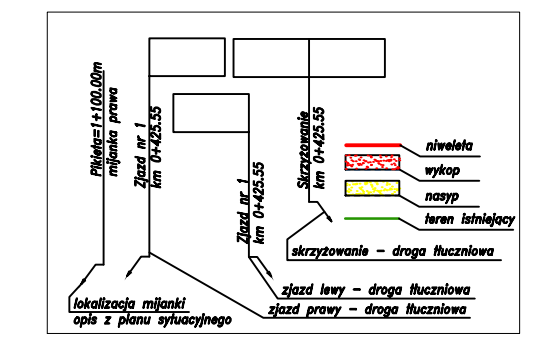 Pikieta=1+100.00m
mijanka prawa
Zjazd nr 1
km 0+425.55
Zjazd nr 1
km 0+425.55
Skrzyżowanie
km 0+425.55
niweleta
wykop
nasyp
teren istniejący
skrzyżowanie – droga tłuczniowa
zjazd lewy – droga tłuczniowa
zjazd prawy – droga tłuczniowa
lokalizacja mijanki
opis z planu sytuacyjnego